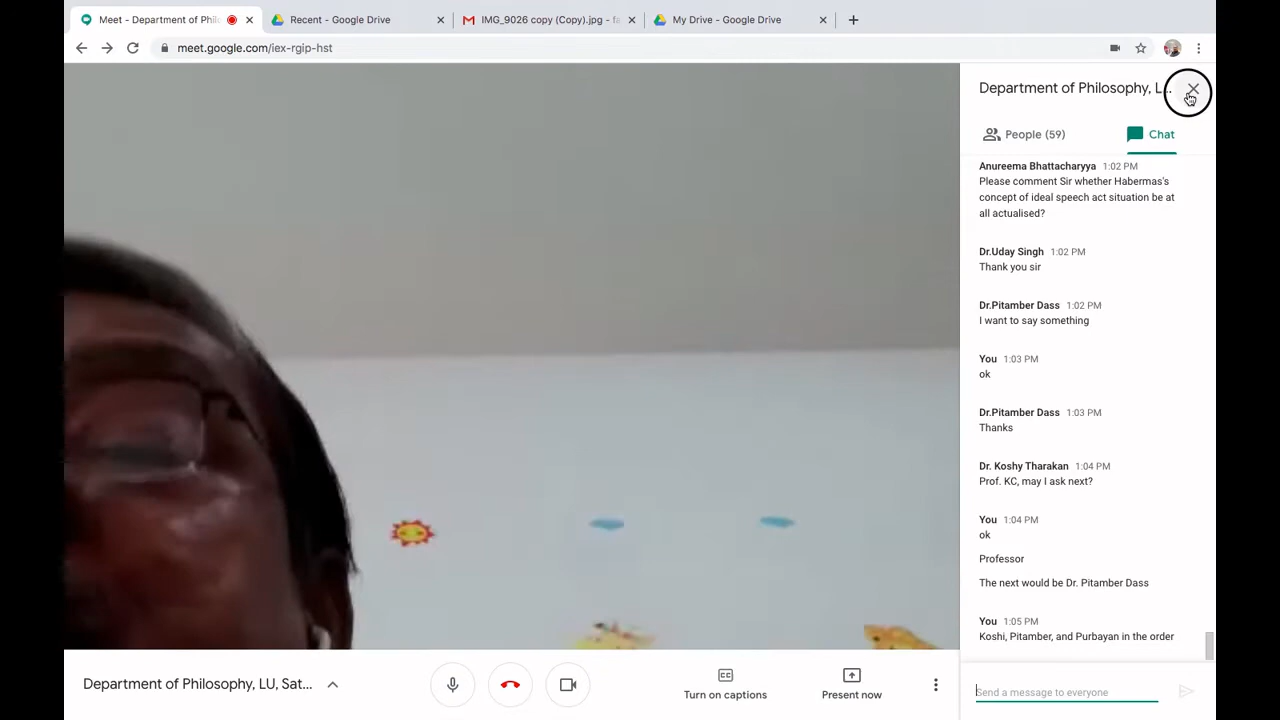 Meet - Department of Phil
Recent - Google Drive
IMG_9026 copy (Copy).jpg - fa
My Drive - Google Drive
meet.google.com/iex-rgip-hst
Department of Philosophy, L...
People (59)
Chat
Anureema Bhattacharyya 1:02 PM
Please comment Sir whether Habermas's
concept of ideal speech act situation be at
all actualised?
Dr.Uday Singh 1:02 PM
Thank you sir
Dr.Pitamber Dass 1:02 PM
I want to say something
You 1:03 PM
ok
Dr.Pitamber Dass 1:03 PM
Thanks
Dr. Koshy Tharakan 1:04 PM
Prof. KC, may I ask next?
You 1:04 PM
ok
Professor
The next would be Dr. Pitamber Dass
You 1:05 PM
Koshi, Pitamber, and Purbayan in the order
Send a message to everyone
Department of Philosophy, LU, Sat...
Turn on captions
Present now